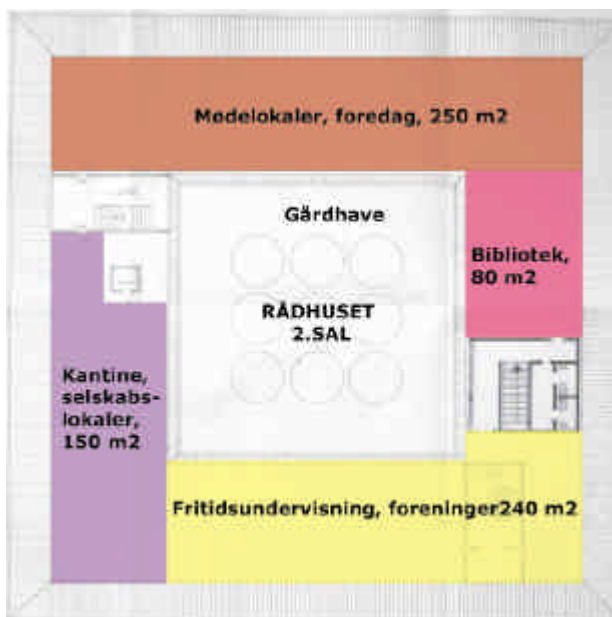 Mødelokaler, foredag, 250 m2
Gårdhave
Bibliotek,
80 m2
RÅDHUSET
2.SAL
Kantine,
selskabs-
lokaler,
150 m2
Fritidsundervisning, foreninger240 m2